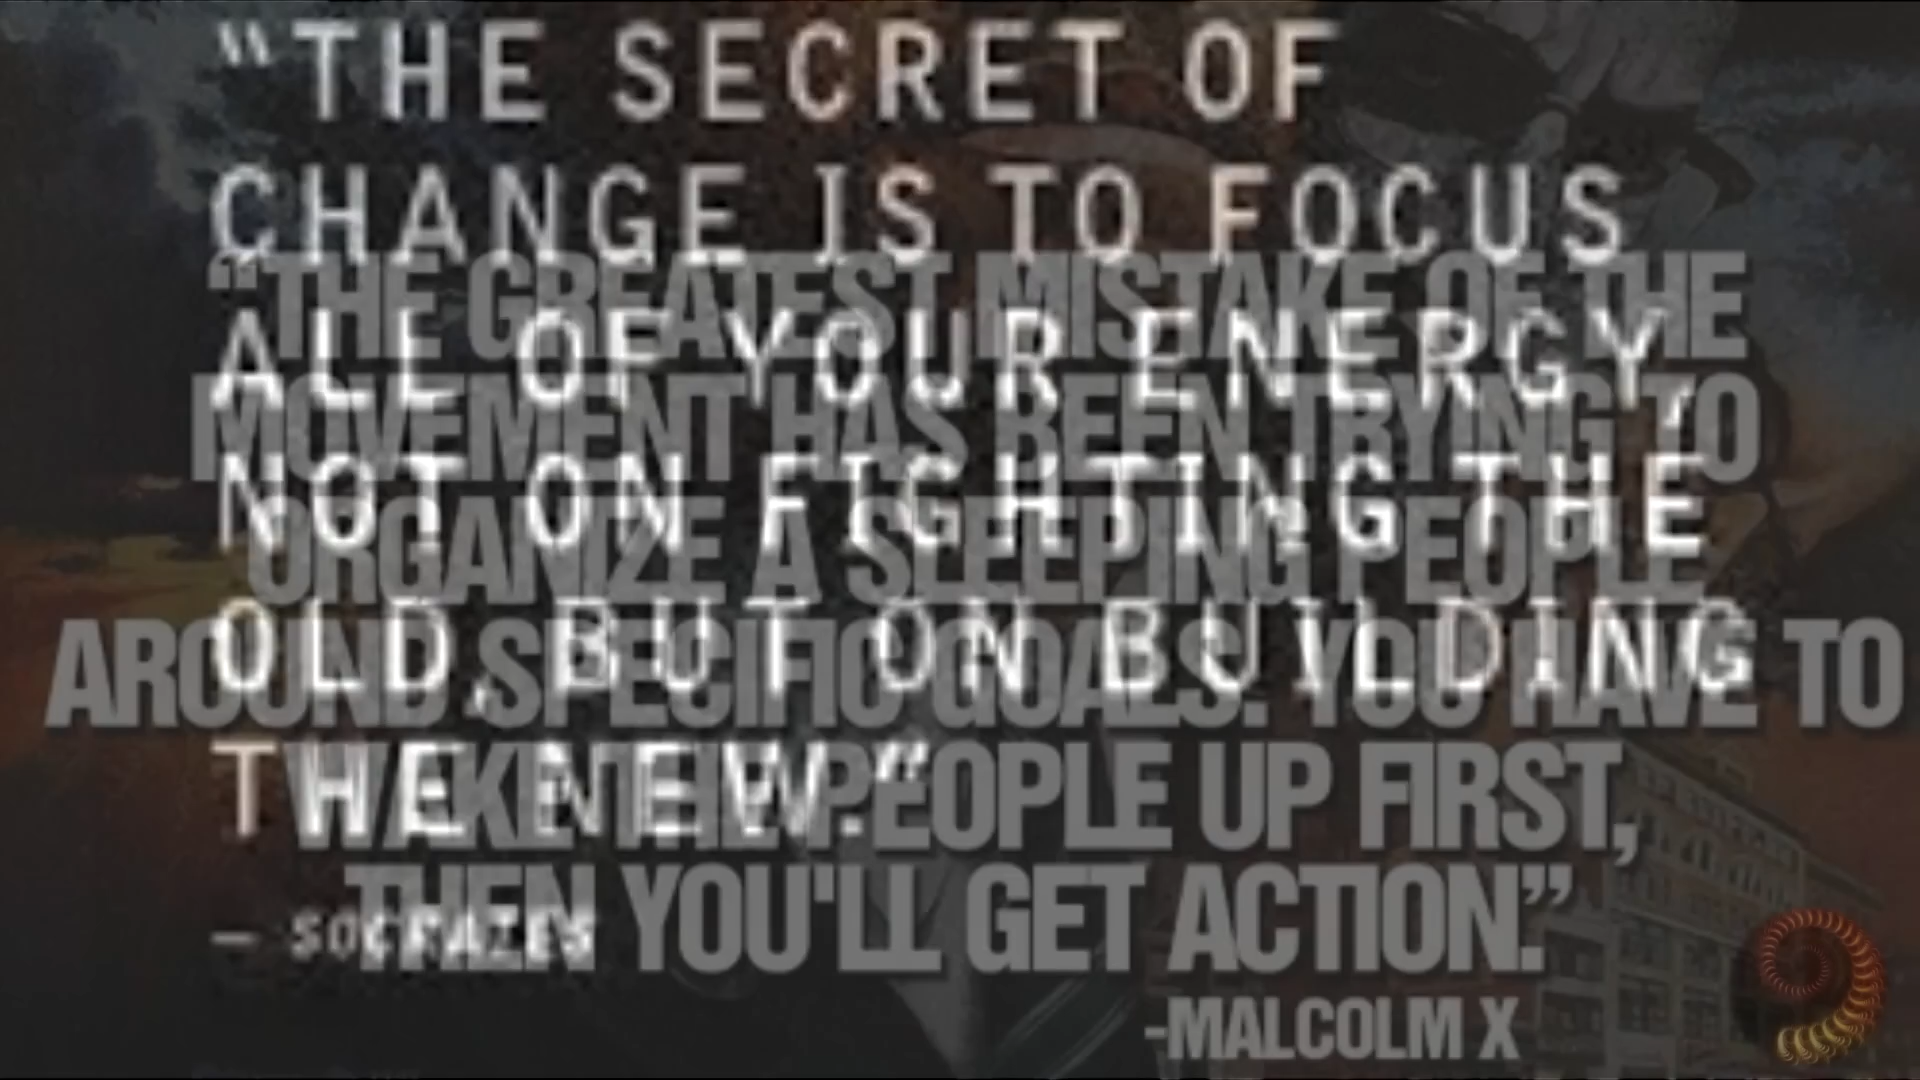 “THE SECRET OF
CHANGE IS TO FOCUS
ALL OF YOUR ENERGY,
NOT ON FIGHTING THE
OLD, BUT ON BUILDING
THE NEW.”
— SOCRATES
“THE GREATEST MISTAKE OF THE
MOVEMENT HAS BEEN TRYING TO
ORGANIZE A SLEEPING PEOPLE
AROUND SPECIFIC GOALS. YOU HAVE TO
WAKE THE PEOPLE UP FIRST,
THEN YOU'LL GET ACTION.”
-MALCOLM X